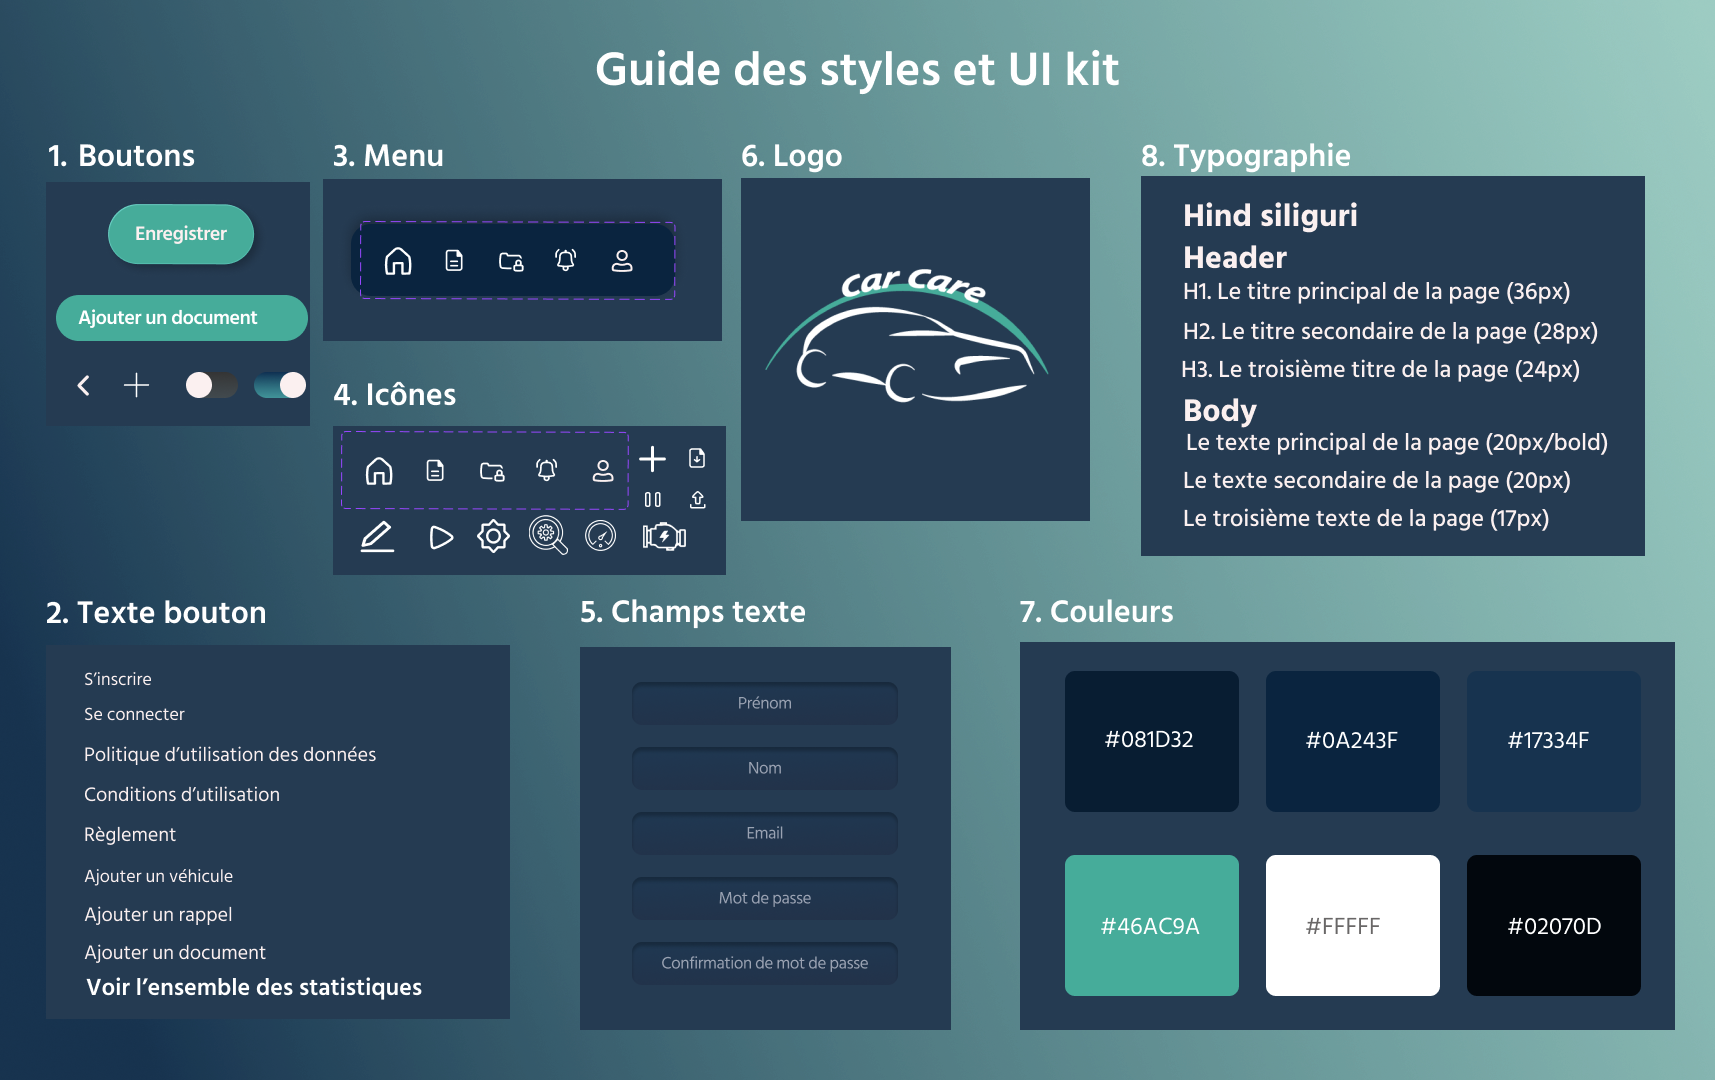 Guide des styles et UI kit
1. Boutons
Enregistrer
Ajouter un document
2. Texte bouton
S’inscrire
Se connecter
Politique d’utilisation des données
Conditions d’utilisation
Règlement
Ajouter un véhicule
Ajouter un rappel
Ajouter un document
Voir l’ensemble des statistiques
3. Menu
4. Icônes
5. Champs texte
Prénom
Nom
Email
Mot de passe
Confirmation de mot de passe
6. Logo
Car Care
7. Couleurs
#081D32
#0A243F
#17334F
#46AC9A
#FFFFF
#02070D
8. Typographie
Hind siliguri
Header
H1. Le titre principal de la page (36px)
H2. Le titre secondaire de la page (28px)
H3. Le troisième titre de la page (24px)
Body
Le texte principal de la page (20px/bold)
Le texte secondaire de la page (20px)
Le troisième texte de la page (17px)